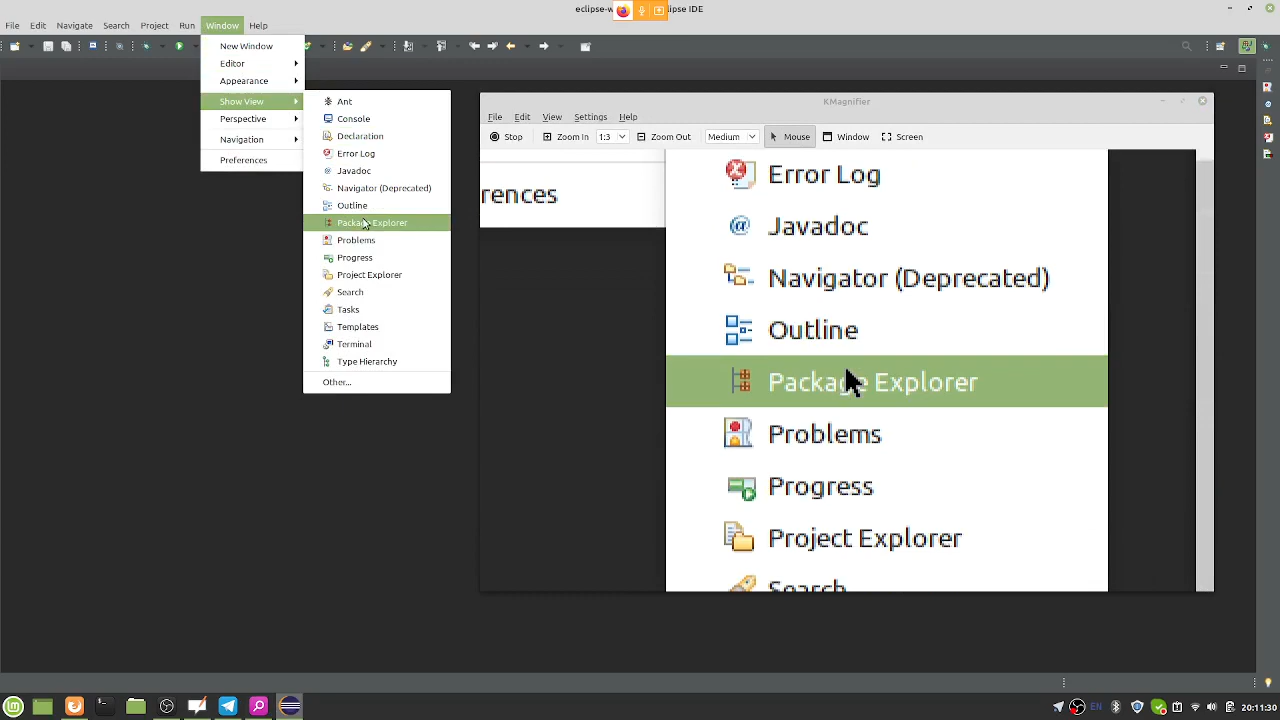 eclipse-w
ipse IDE
File Edit Navigate Search Project Run Window Help
New Window
Editor
Appearance
Show View
Perspective
Navigation
Preferences
Ant
Console
Declaration
Error Log
Javadoc
Navigator (Deprecated)
Outline
Package Explorer
Problems
Progress
Project Explorer
Search
Tasks
Templates
Terminal
Type Hierarchy
Other...
KMagnifier
File Edit View Settings Help
Stop Zoom In 1:3 Zoom Out Medium Mouse Window Screen
rences
Error Log
Javadoc
Navigator (Deprecated)
Outline
Package Explorer
Problems
Progress
Project Explorer
Search
EN 20:11:30